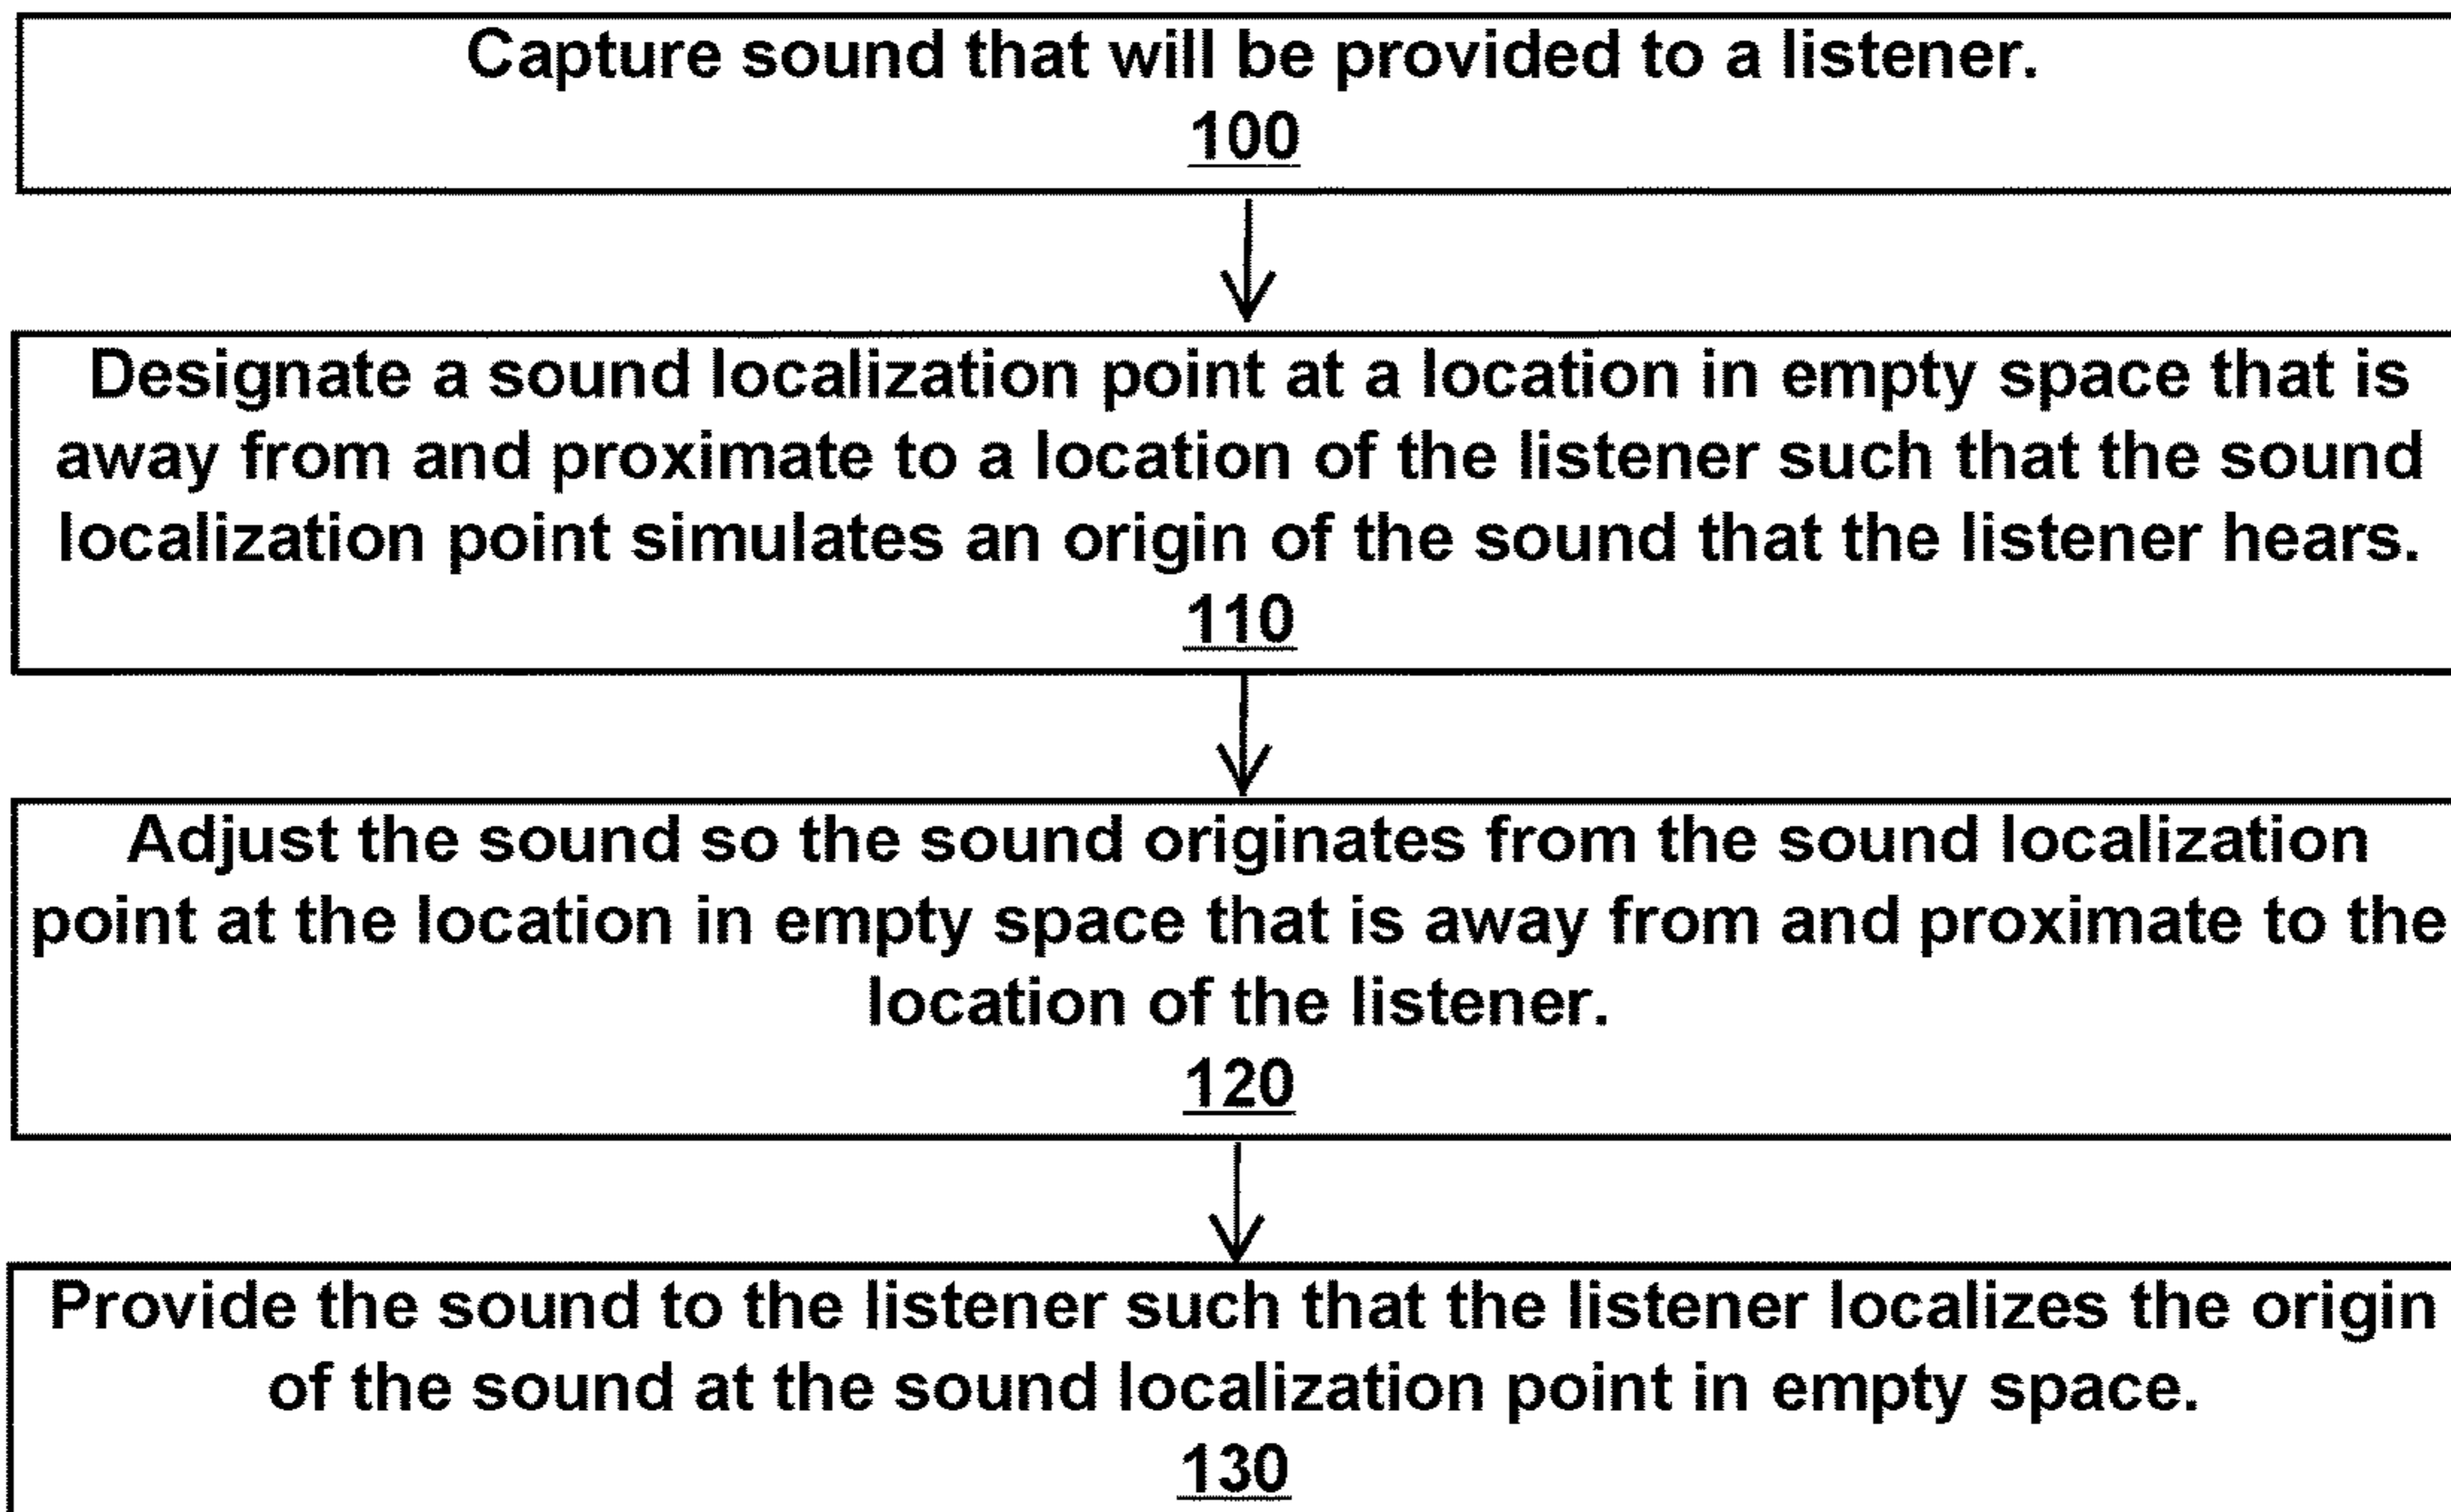 Capture sound that will be provided to a listener.
100
Designate a sound localization point at a location in empty space that is
away from and proximate to a location of the listener such that the sound
localization point simulates an origin of the sound that the listener hears.
110
Adjust the sound so the sound originates from the sound localization
point at the location in empty space that is away from and proximate to the
location of the listener.
120
Provide the sound to the listener such that the listener localizes the origin
of the sound at the sound localization point in empty space.
130